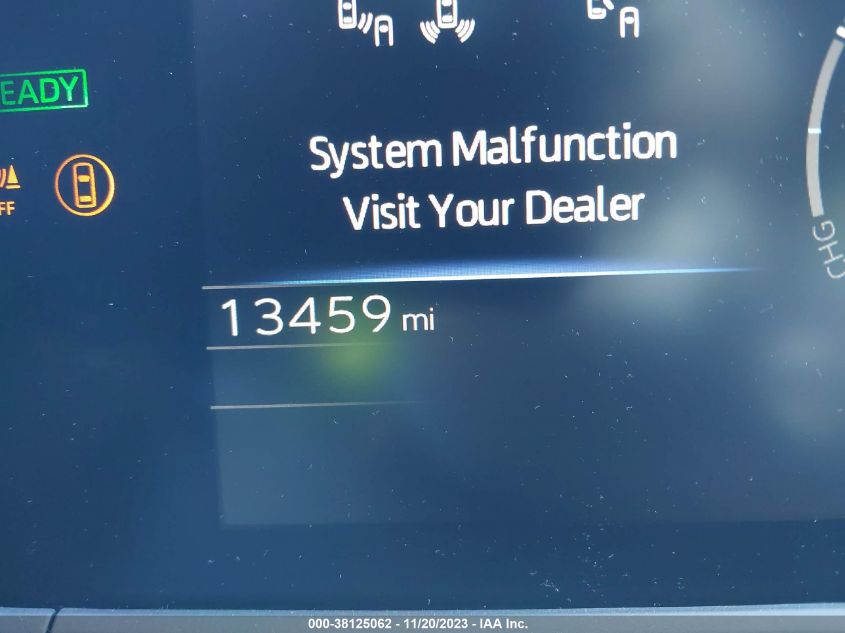 EADY
System Malfunction
Visit Your Dealer
FF
13459 mi
CHG
000-38125062 - 11/20/2023 - IAA Inc.